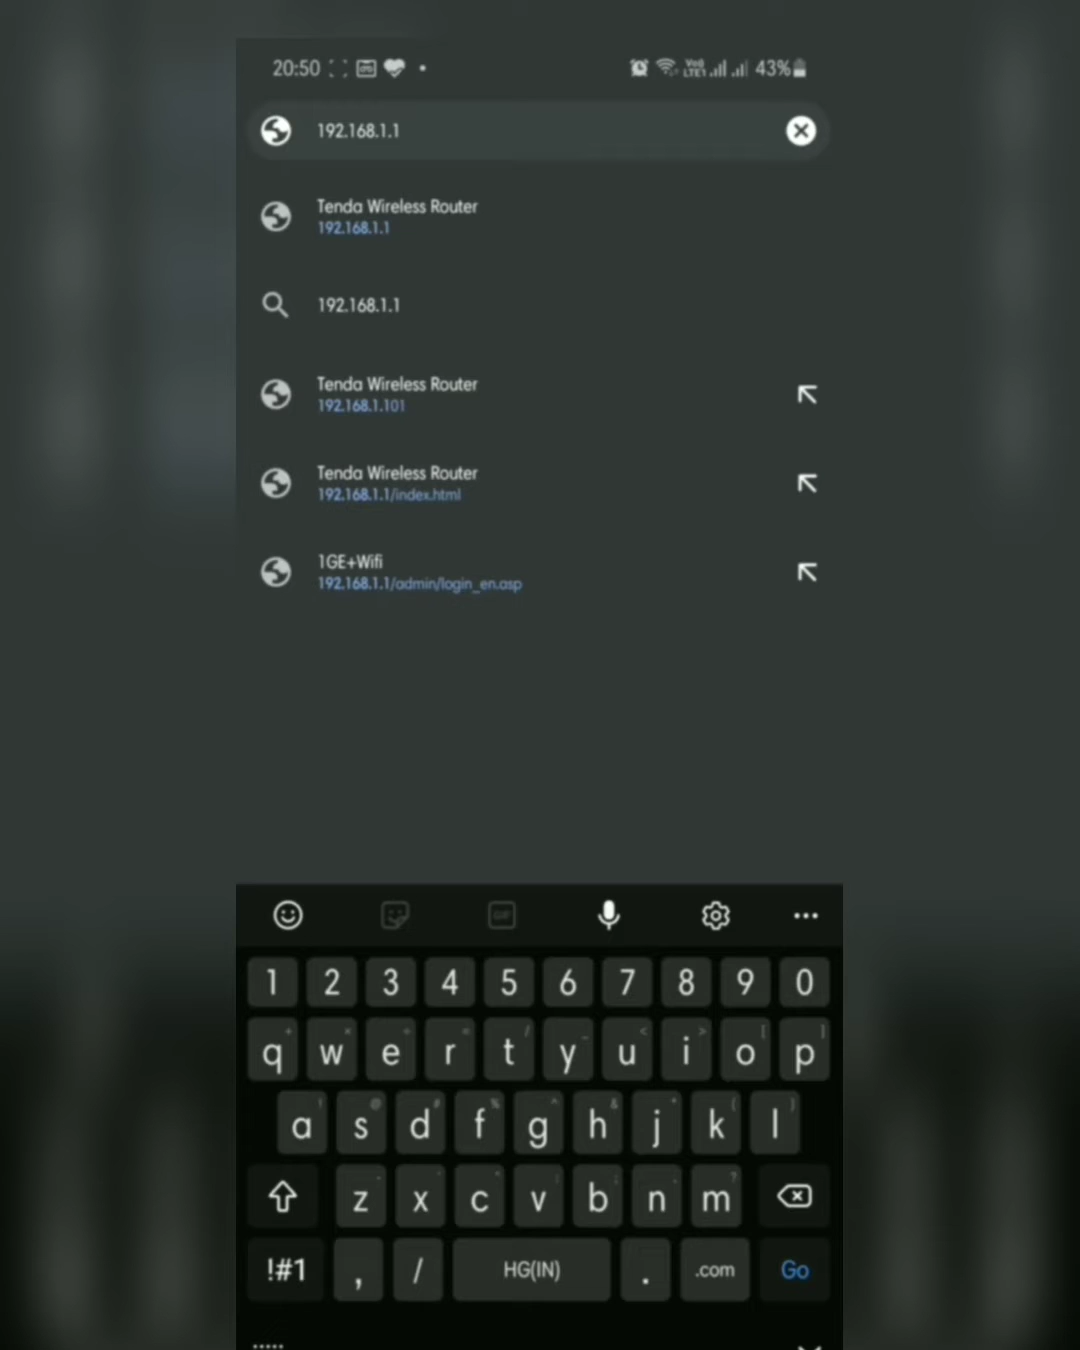 20:50 VoB LTE1 43%
192.168.1.1
Tenda Wireless Router
192.168.1.1
192.168.1.1
Tenda Wireless Router
192.168.1.101
Tenda Wireless Router
192.168.1.1/index.html
1GE+Wifi
192.168.1.1/admin/login_en.asp
GIF
1 2 3 4 5 6 7 8 9 0
q w e r t y u i o p
a s d f g h j k l
z x c v b n m
!#1 , / HG(IN) . .com Go